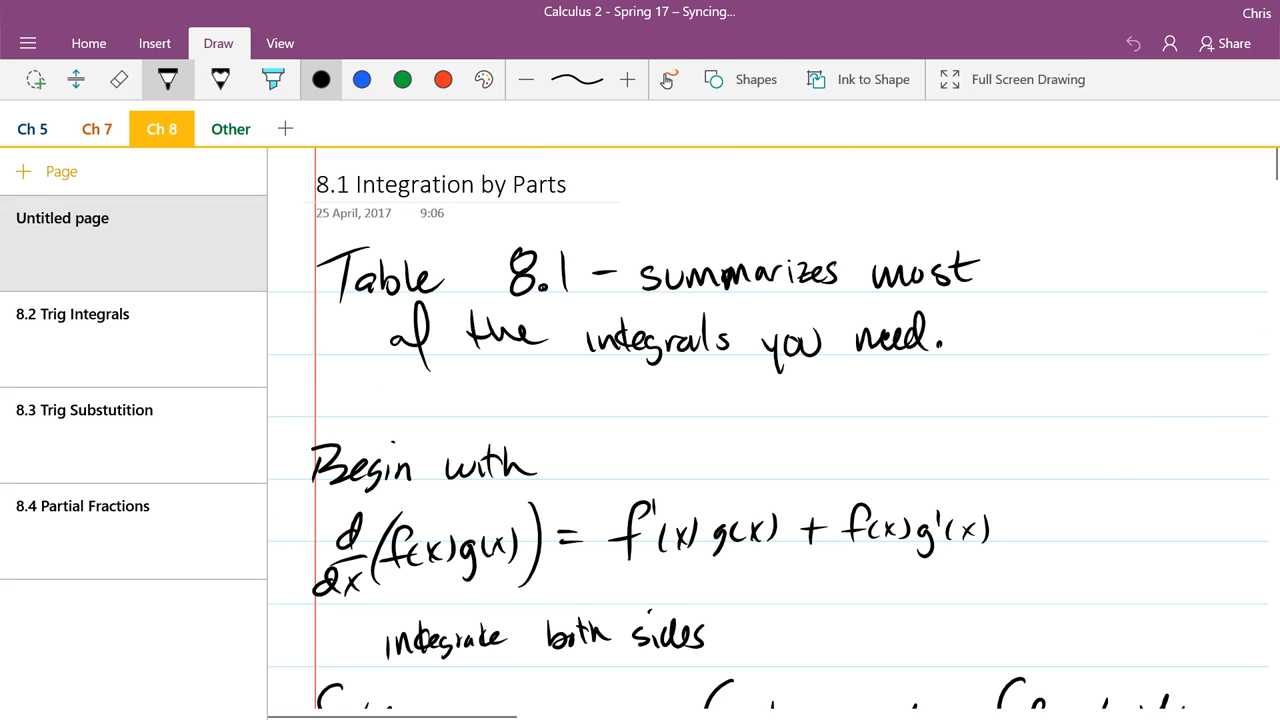 Calculus 2 - Spring 17 – Syncing...
Chris
Home Insert Draw View
Share
Shapes Ink to Shape Full Screen Drawing
Ch 5 Ch 7 Ch 8 Other
Page
Untitled page
8.2 Trig Integrals
8.3 Trig Substutition
8.4 Partial Fractions
8.1 Integration by Parts
25 April, 2017 9:06
Table 8.1 – summarizes most
of the integrals you need.
Begin with
d/dx (f(x)g(x)) = f'(x) g(x) + f(x)g'(x)
integrate both sides